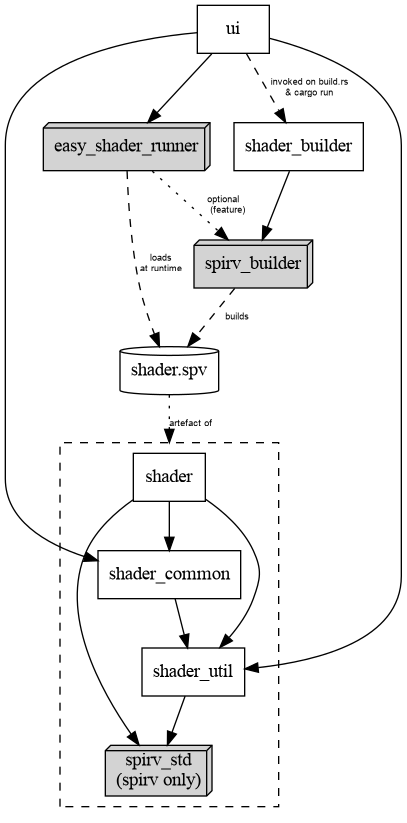 ui
invoked on build.rs
& cargo run
easy_shader_runner
shader_builder
optional
(feature)
loads
at runtime
spirv_builder
builds
shader.spv
artefact of
shader
shader_common
shader_util
spirv_std
(spirv only)